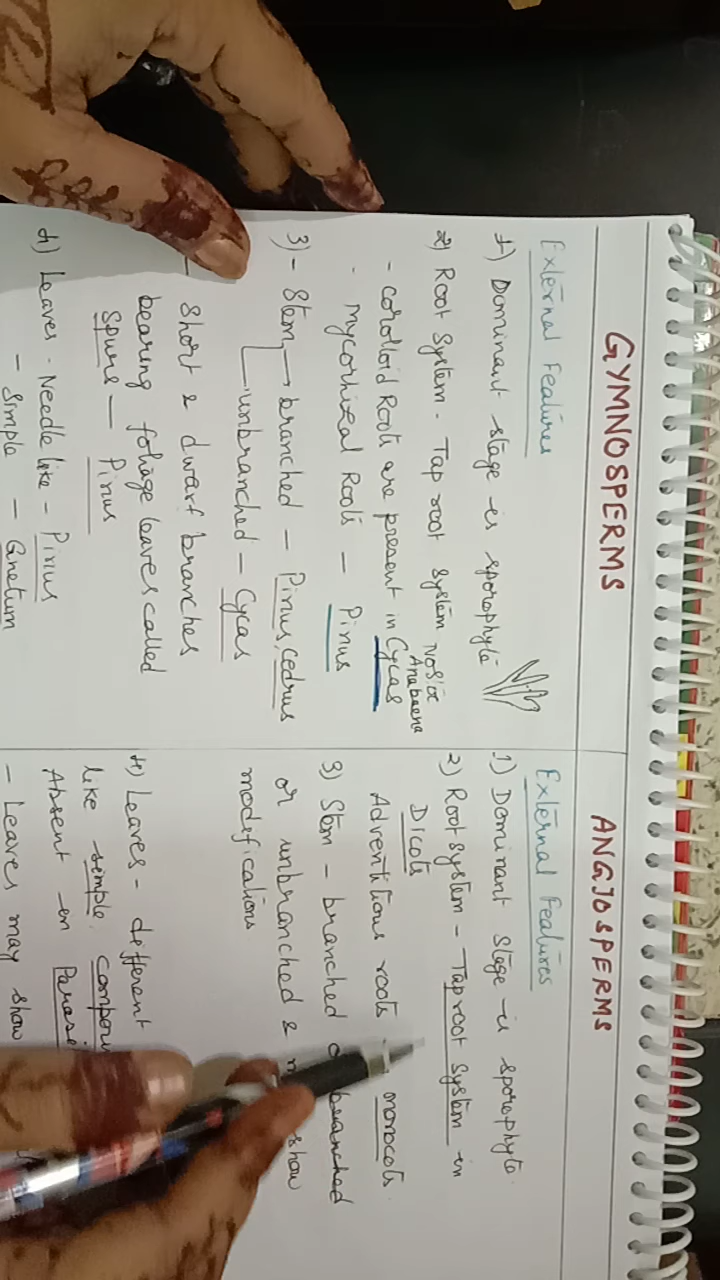 GYMNOSPERMS
External Features
1) Dominant stage is sporophyte
2) Root System - Tap root System
- corolloid Roots are present in Cycas
Nostoc
Anabaena
- Mycorhizal Roots - Pinus
3) - Stem → branched - Pinus, Cedrus
unbranched - Cycas
- Short & dwarf branches
bearing foliage leaves called
Spurs - Pinus
4) Leaves - Needle like - Pinus
- Simple - Gnetum
ANGIOSPERMS
External Features
1) Dominant Stage is sporophyte.
2) Root System - Taproot System in
Dicots
Adventitious roots monocots.
3) Stem - branched branched
or unbranched & show
modifications
4) Leaves - different
like simple,
Absent in
- Leaves may show